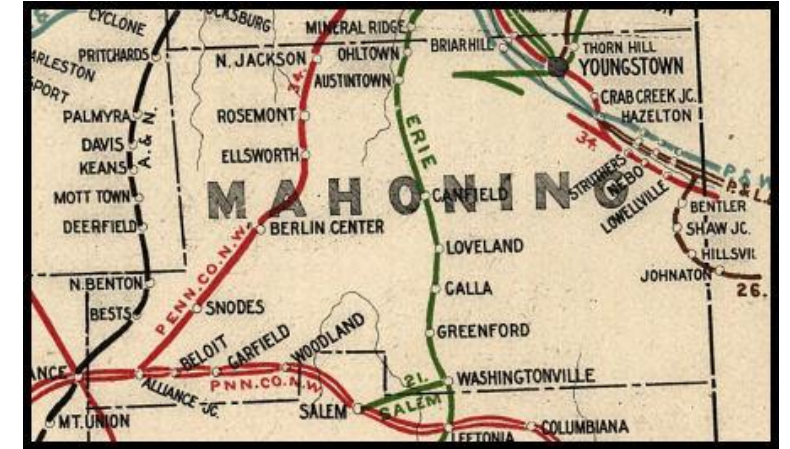 CYCLONE
UCKSBURG
MINERAL RIDGE
PRITCHARDS
N. JACKSON
OHLTOWN
BRIAR HILL
THORN HILL
YOUNGSTOWN
ARLESTON
SPORT
AUSTINTOWN
34.
CRAB CREEK JC.
HAZELTON
PALMYRA
ROSEMONT
DAVIS
A. & N.
ERIE
34.
KEANS
ELLSWORTH
STRUTHERS
NEBO
LOWELLVILLE
P. & W
P. & L.
MOTT TOWN
MAHONING
CANFIELD
BENTLER
DEERFIELD
BERLIN CENTER
SHAW JC.
LOVELAND
HILLSVIL
N. BENTON
PENN. CO. N. W.
CALLA
JOHNATON
26.
BESTS
SNODES
GREENFORD
BELOIT
GARFIELD
WOODLAND
ANCE
ALLIANCE JC.
PNN. CO. N. W.
21.
WASHINGTONVILLE
SALEM
SALEM
MT. UNION
LEETONIA
COLUMBIANA